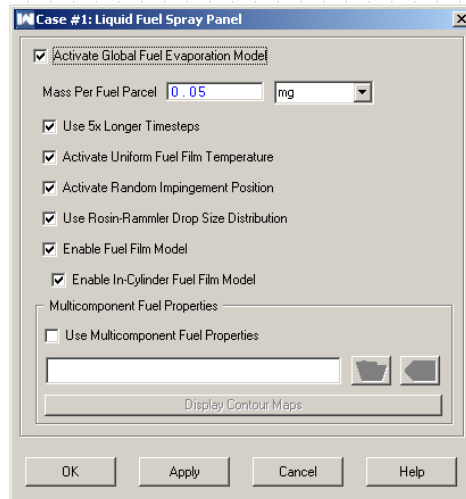 Case #1: Liquid Fuel Spray Panel
Activate Global Fuel Evaporation Model
Mass Per Fuel Parcel 0.05 mg
Use 5x Longer Timesteps
Activate Uniform Fuel Film Temperature
Activate Random Impingement Position
Use Rosin-Rammler Drop Size Distribution
Enable Fuel Film Model
Enable In-Cylinder Fuel Film Model
Multicomponent Fuel Properties
Use Multicomponent Fuel Properties
Display Contour Maps
OK Apply Cancel Help